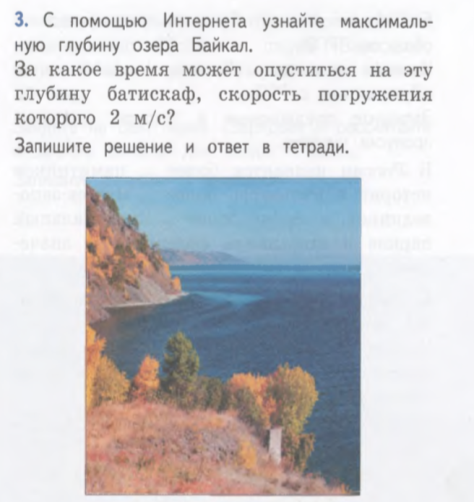 3. С помощью Интернета узнайте максималь-
ную глубину озера Байкал.
За какое время может опуститься на эту
глубину батискаф, скорость погружения
которого 2 м/с?
Запишите решение и ответ в тетради.